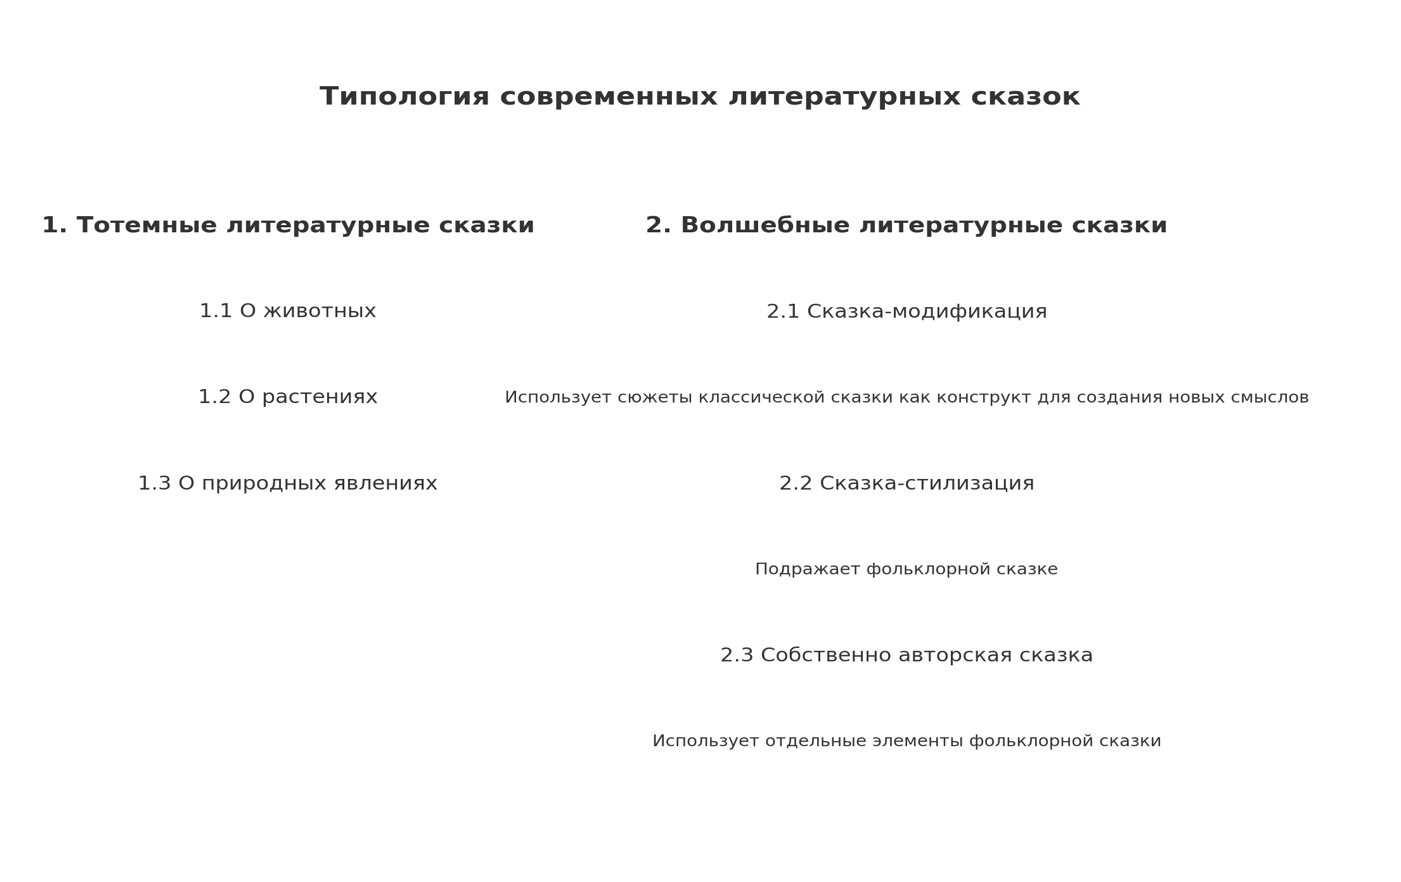 Типология современных литературных сказок
1. Тотемные литературные сказки
1.1 О животных
1.2 О растениях
1.3 О природных явлениях
2. Волшебные литературные сказки
2.1 Сказка-модификация
Использует сюжеты классической сказки как конструкт для создания новых смыслов
2.2 Сказка-стилизация
Подражает фольклорной сказке
2.3 Собственно авторская сказка
Использует отдельные элементы фольклорной сказки